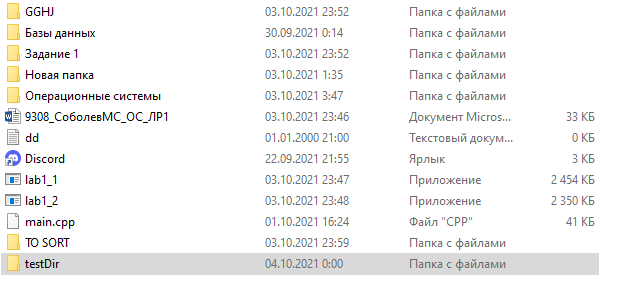 GGHJ 03.10.2021 23:52 Папка с файлами
Базы данных 30.09.2021 0:14 Папка с файлами
Задание 1 03.10.2021 23:52 Папка с файлами
Новая папка 03.10.2021 1:35 Папка с файлами
Операционные системы 03.10.2021 3:47 Папка с файлами
9308_СоболевМС_ОС_ЛР1 03.10.2021 23:46 Документ Micros... 33 КБ
dd 01.01.2000 21:00 Текстовый докум... 0 КБ
Discord 22.09.2021 21:55 Ярлык 3 КБ
lab1_1 03.10.2021 23:47 Приложение 2 454 КБ
lab1_2 03.10.2021 23:48 Приложение 2 350 КБ
main.cpp 01.10.2021 16:24 Файл "CPP" 41 КБ
TO SORT 03.10.2021 23:59 Папка с файлами
testDir 04.10.2021 0:00 Папка с файлами